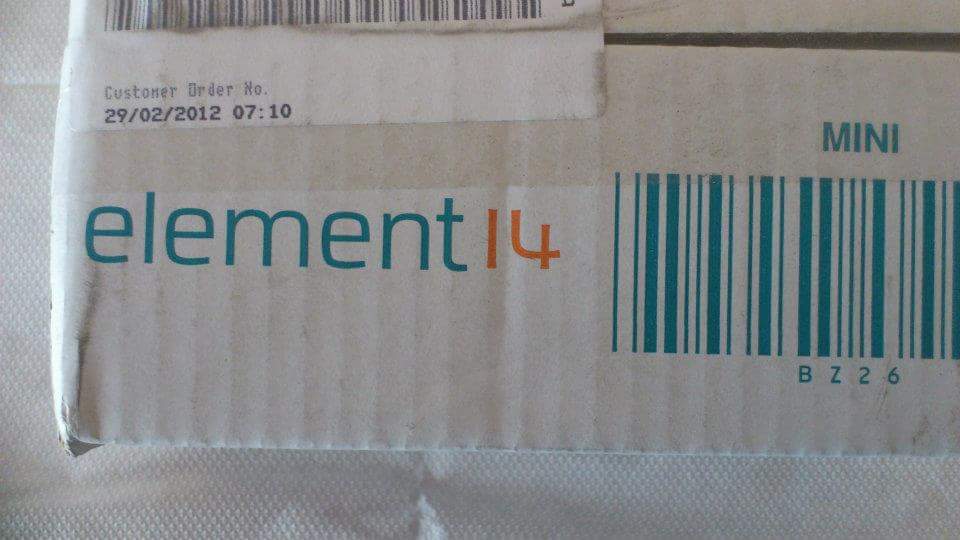 Customer Order No.
29/02/2012 07:10
MINI
element14
BZ26